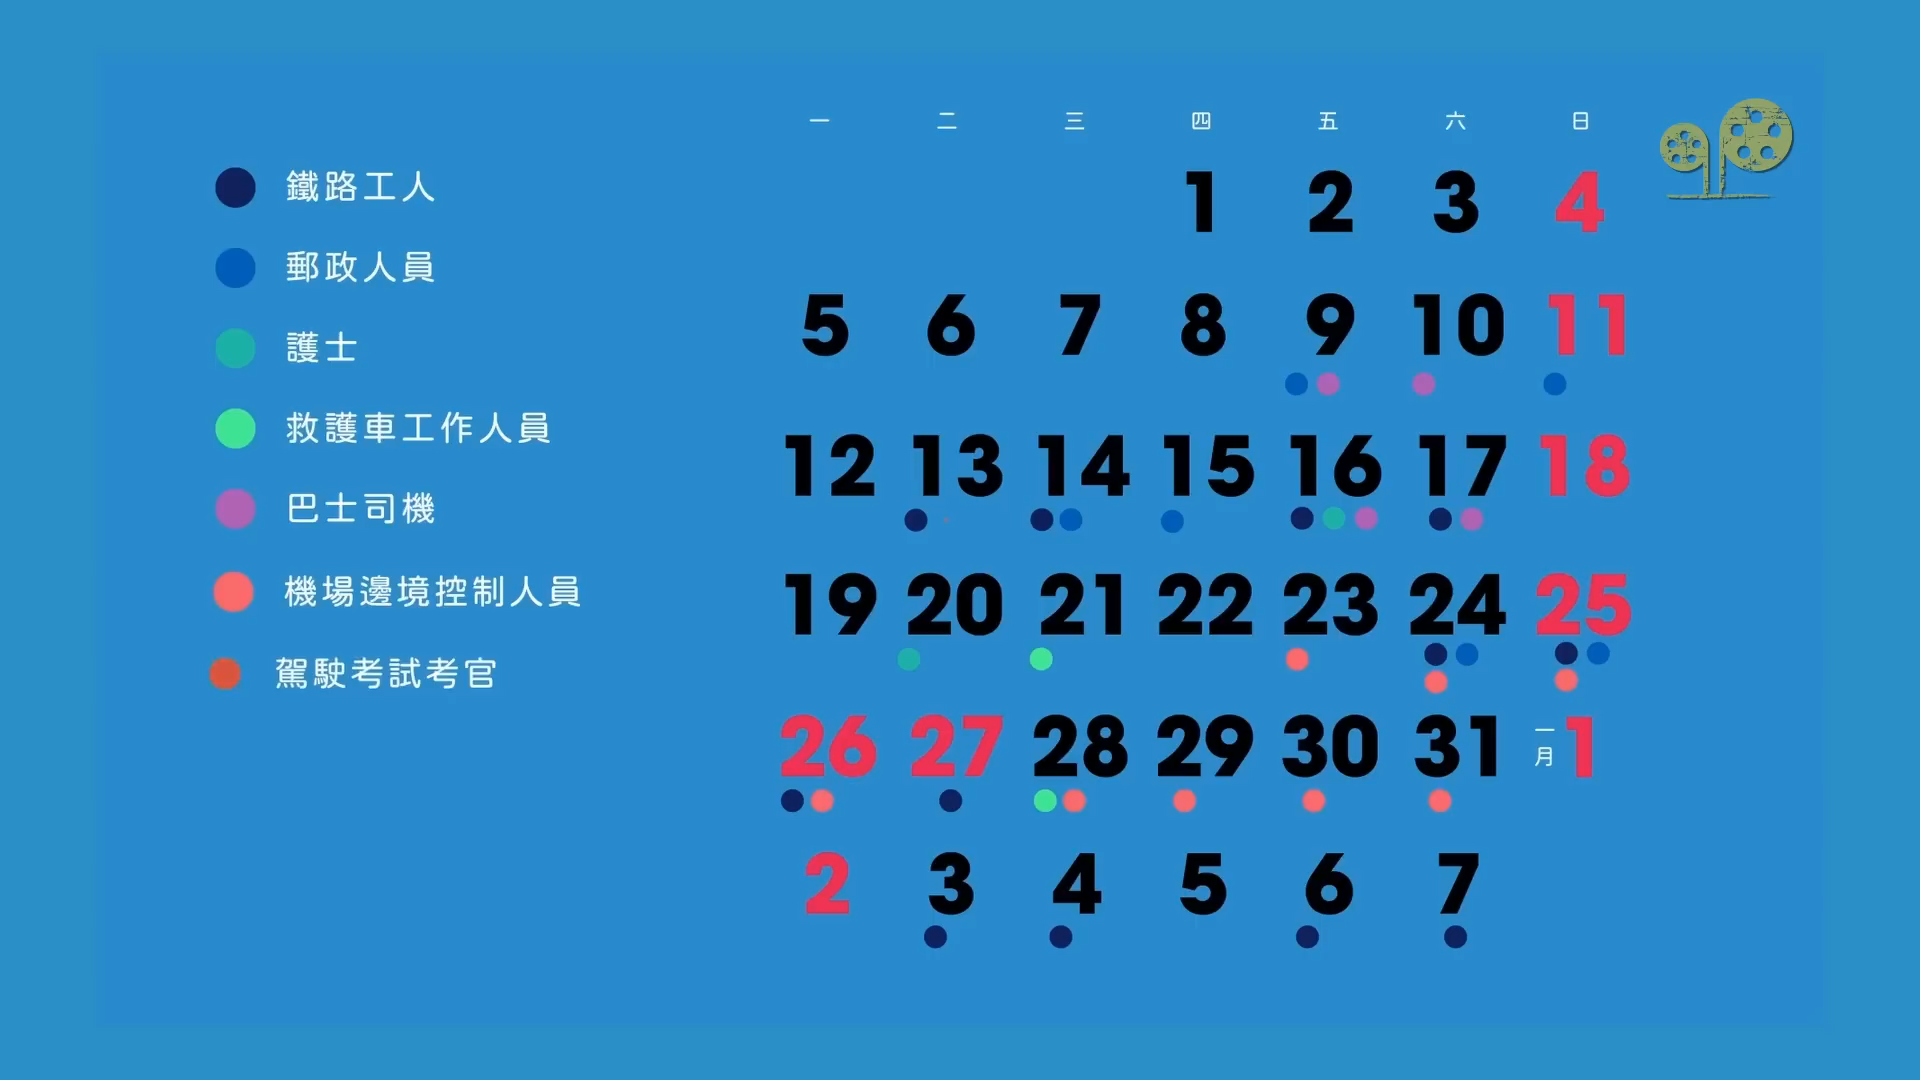 一 二 三 四 五 六 日
鐵路工人
郵政人員
護士
救護車工作人員
巴士司機
機場邊境控制人員
駕駛考試考官
1 2 3 4
5 6 7 8 9 10 11
12 13 14 15 16 17 18
19 20 21 22 23 24 25
26 27 28 29 30 31 一月 1
2 3 4 5 6 7